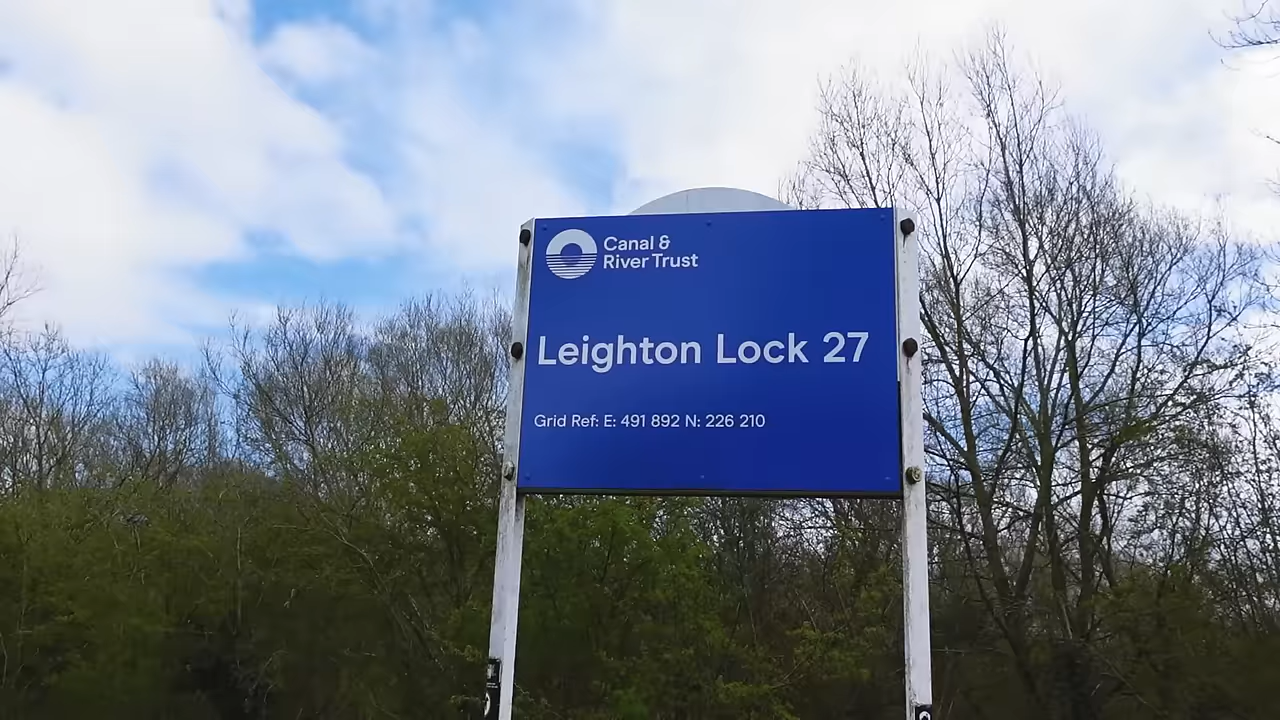 Canal &
River Trust
Leighton Lock 27
Grid Ref: E: 491 892 N: 226 210